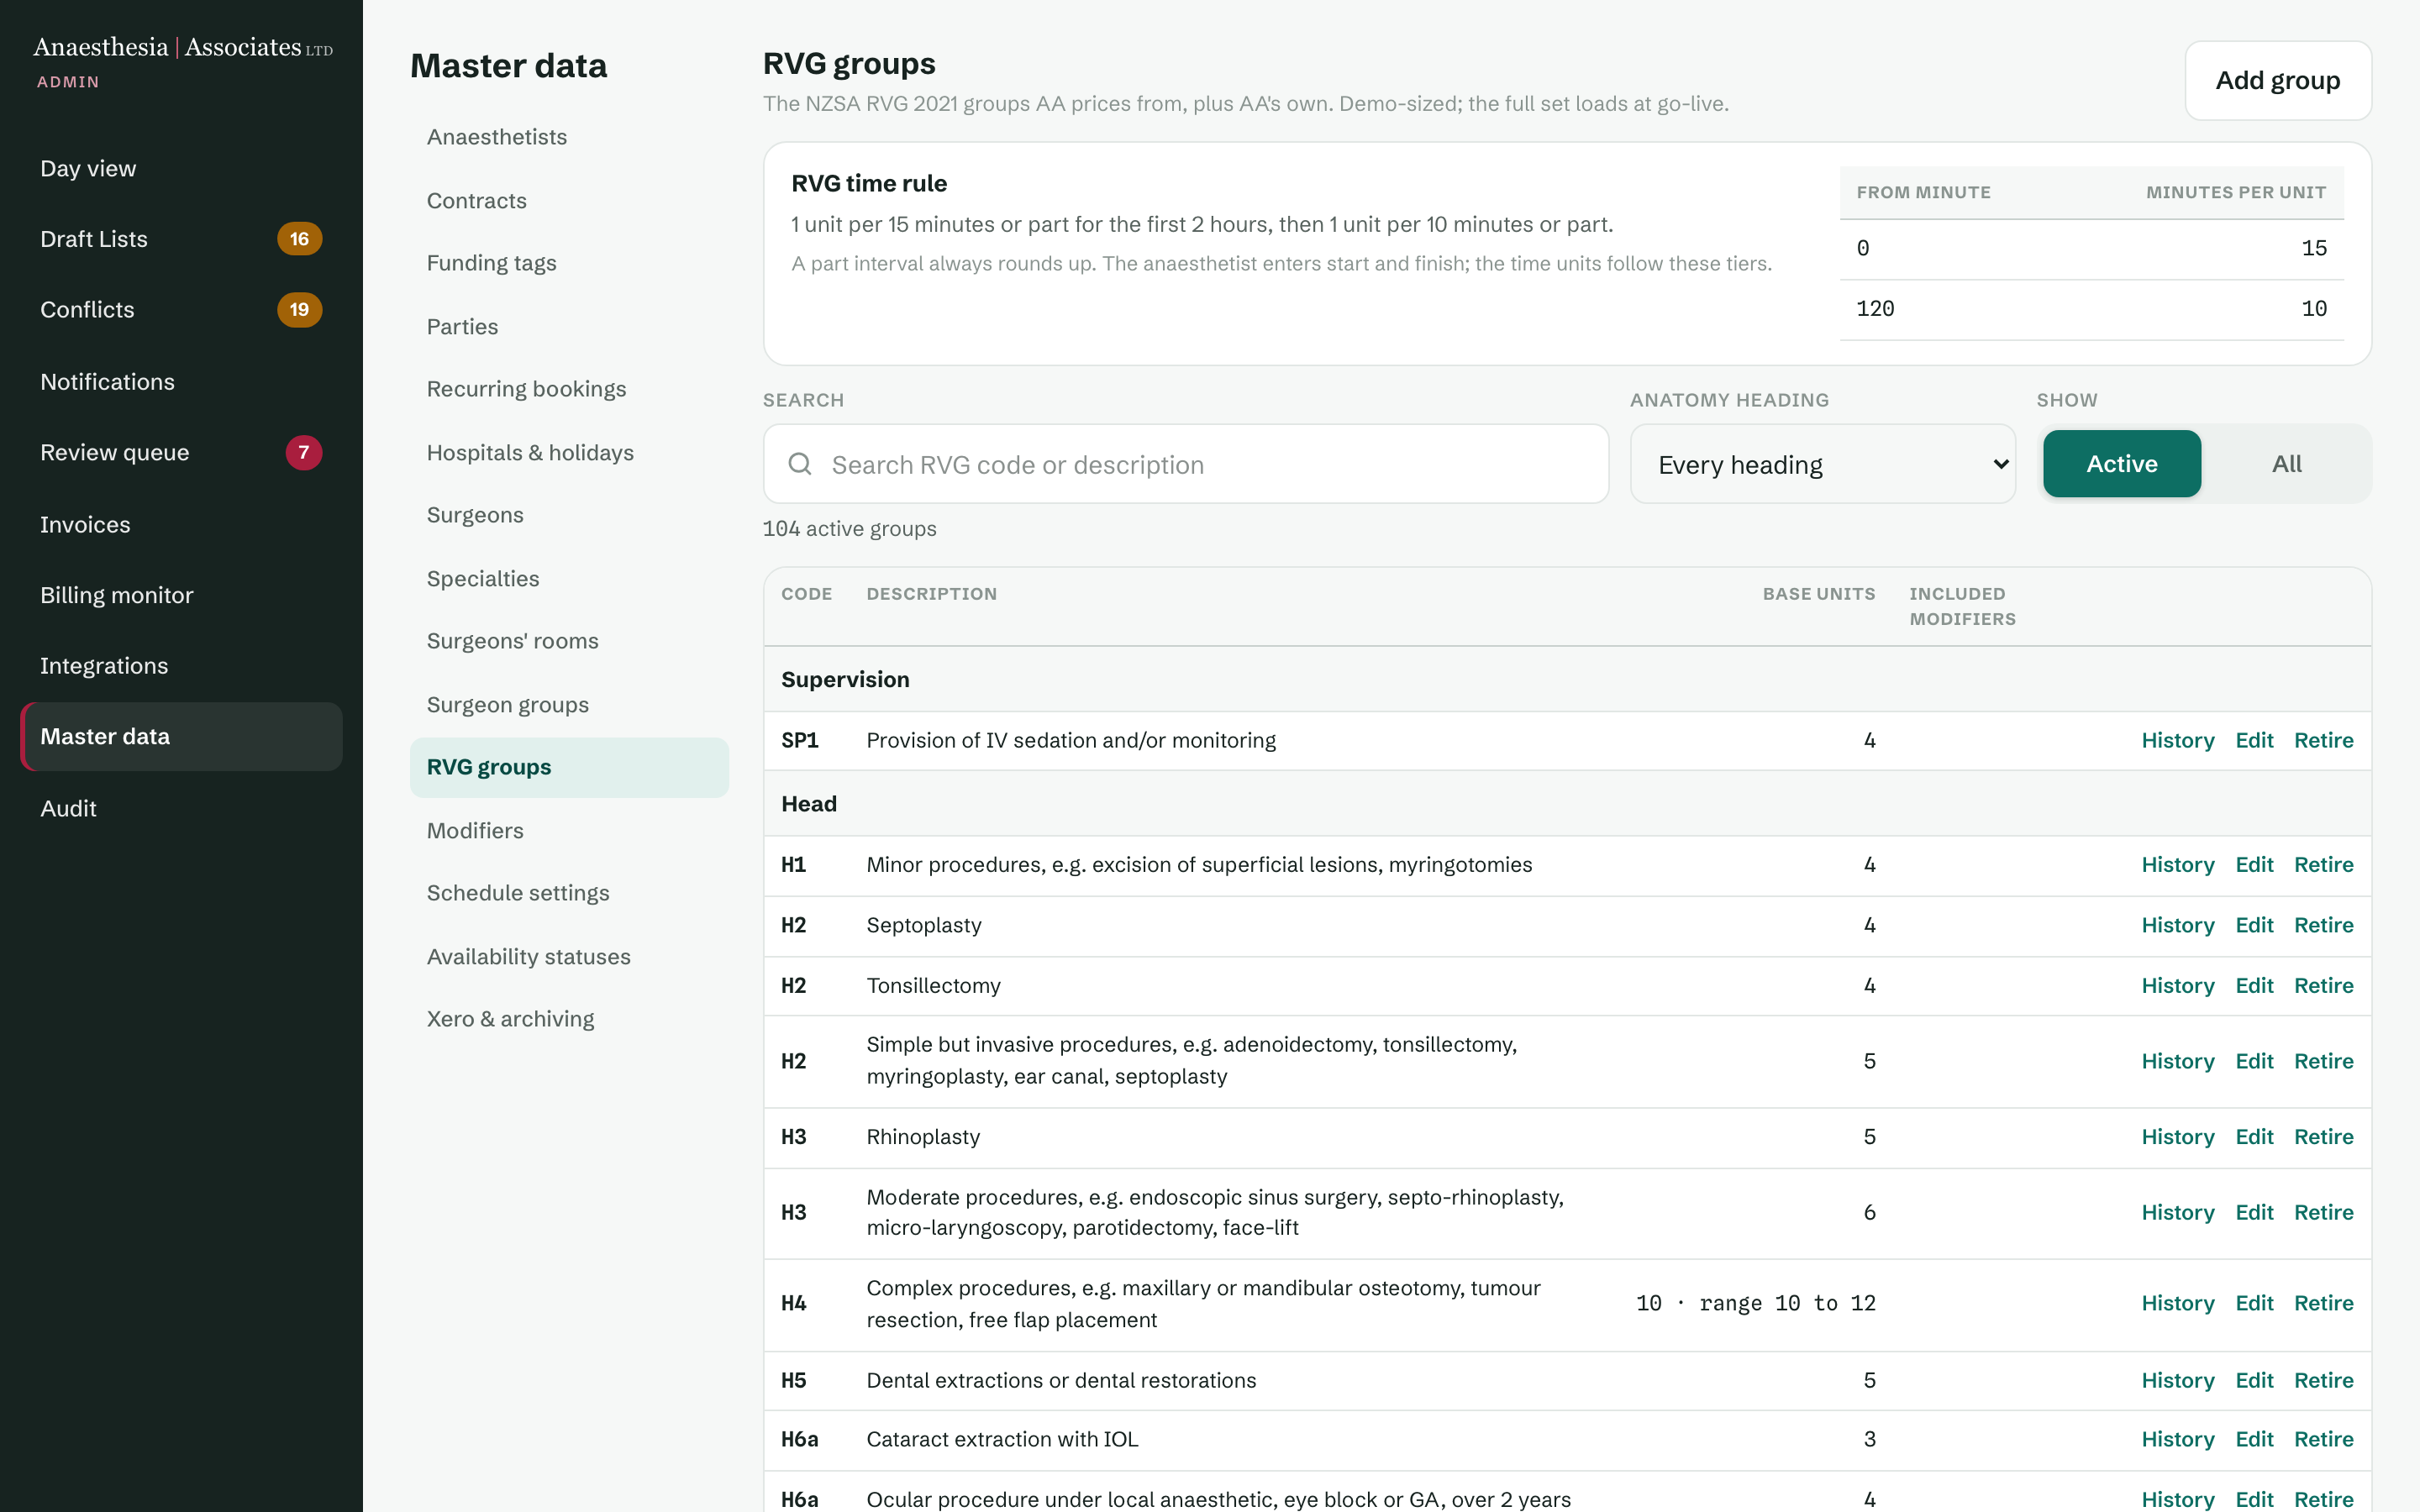 Anaesthesia | Associates LTD
ADMIN
Day view
Draft Lists 16
Conflicts 19
Notifications
Review queue 7
Invoices
Billing monitor
Integrations
Master data
Audit
Master data
Anaesthetists
Contracts
Funding tags
Parties
Recurring bookings
Hospitals & holidays
Surgeons
Specialties
Surgeons' rooms
Surgeon groups
RVG groups
Modifiers
Schedule settings
Availability statuses
Xero & archiving
RVG groups
The NZSA RVG 2021 groups AA prices from, plus AA's own. Demo-sized; the full set loads at go-live.
Add group
RVG time rule
1 unit per 15 minutes or part for the first 2 hours, then 1 unit per 10 minutes or part.
A part interval always rounds up. The anaesthetist enters start and finish; the time units follow these tiers.
FROM MINUTE MINUTES PER UNIT
0 15
120 10
SEARCH
Search RVG code or description
ANATOMY HEADING
Every heading
SHOW
Active All
104 active groups
CODE DESCRIPTION BASE UNITS INCLUDED
MODIFIERS
Supervision
SP1 Provision of IV sedation and/or monitoring 4 History Edit Retire
Head
H1 Minor procedures, e.g. excision of superficial lesions, myringotomies 4 History Edit Retire
H2 Septoplasty 4 History Edit Retire
H2 Tonsillectomy 4 History Edit Retire
H2 Simple but invasive procedures, e.g. adenoidectomy, tonsillectomy,
myringoplasty, ear canal, septoplasty 5 History Edit Retire
H3 Rhinoplasty 5 History Edit Retire
H3 Moderate procedures, e.g. endoscopic sinus surgery, septo-rhinoplasty,
micro-laryngoscopy, parotidectomy, face-lift 6 History Edit Retire
H4 Complex procedures, e.g. maxillary or mandibular osteotomy, tumour
resection, free flap placement 10 · range 10 to 12 History Edit Retire
H5 Dental extractions or dental restorations 5 History Edit Retire
H6a Cataract extraction with IOL 3 History Edit Retire
H6a Ocular procedure under local anaesthetic, eye block or GA, over 2 years 4 History Edit Retire